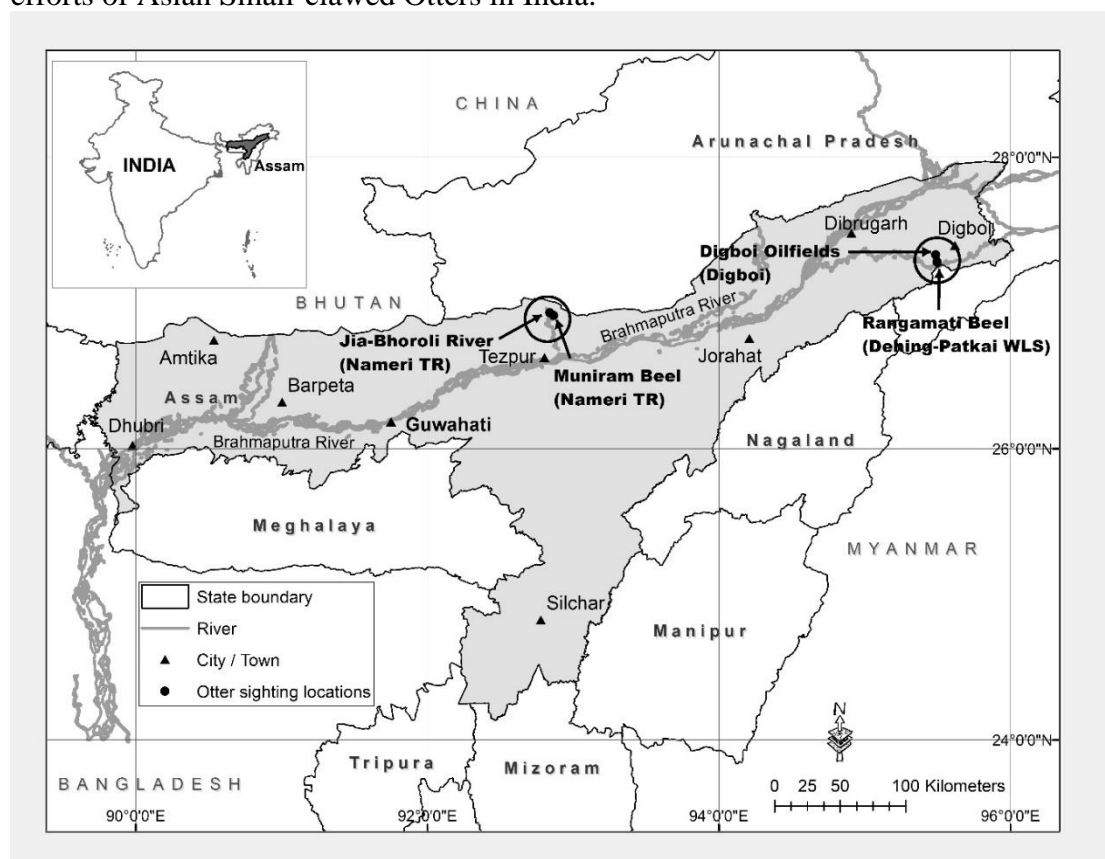 efforts of Asian Small-clawed Otters in India.
INDIA
Assam
CHINA
Arunachal Pradesh
28°0'0"N
Dibrugarh
Digboi
Digboi Oilfields
(Digboi)
BHUTAN
Brahmaputra River
Rangamati Beel
(Dehing-Patkai WLS)
Jia-Bhoroli River
(Nameri TR)
Amtika
Tezpur
Jorahat
Muniram Beel
(Nameri TR)
Barpeta
Assam
Dhubri
Guwahati
Brahmaputra River
Nagaland
26°0'0"N
Meghalaya
MYANMAR
State boundary
River
City / Town
Otter sighting locations
Silchar
Manipur
N
24°0'0"N
Tripura
Mizoram
BANGLADESH
0 25 50 100 Kilometers
90°0'0"E
92°0'0"E
94°0'0"E
96°0'0"E